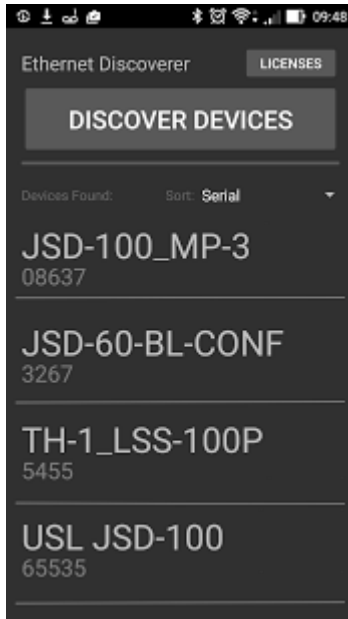 09:48
Ethernet Discoverer LICENSES
DISCOVER DEVICES
Devices Found: Sort: Serial
JSD-100_MP-3
08637
JSD-60-BL-CONF
3267
TH-1_LSS-100P
5455
USL JSD-100
65535